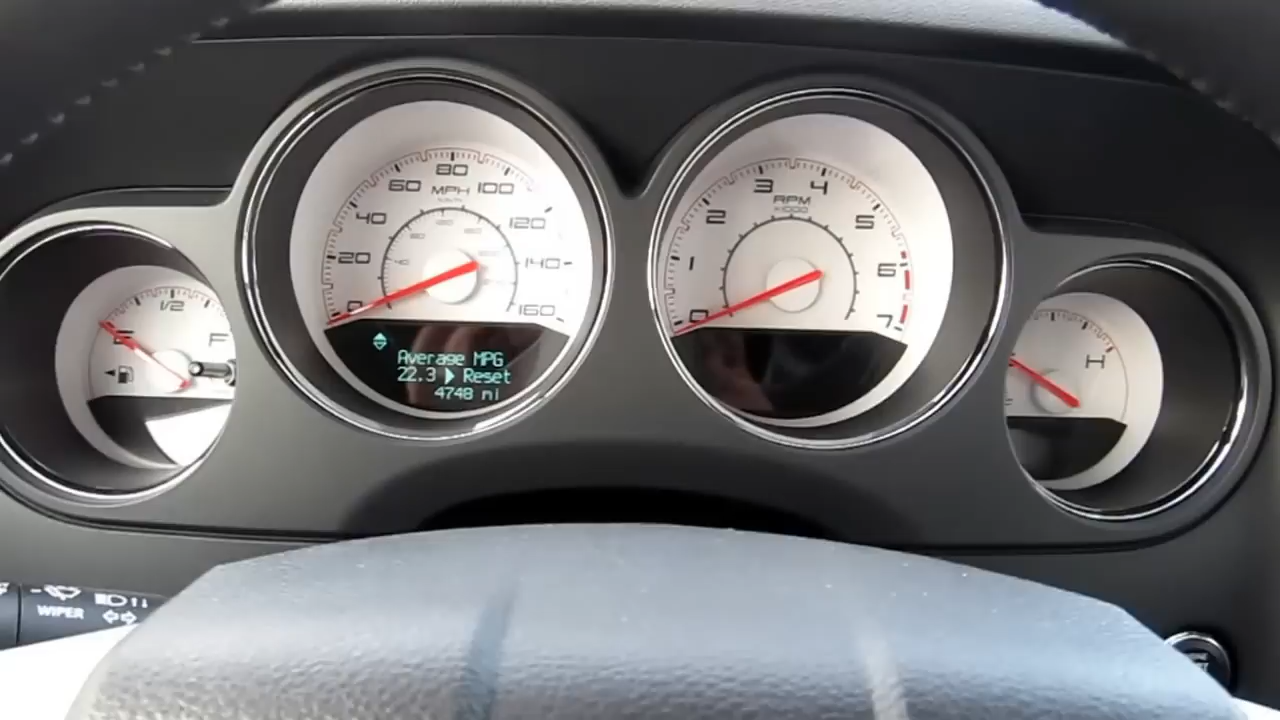 1/2
E
F
80
60
100
MPH
km/h
40
120
20
140
0
160
Average MPG
22.3 ▶ Reset
4748 mi
3
4
RPM
x1000
2
5
1
6
0
7
H
WIPER